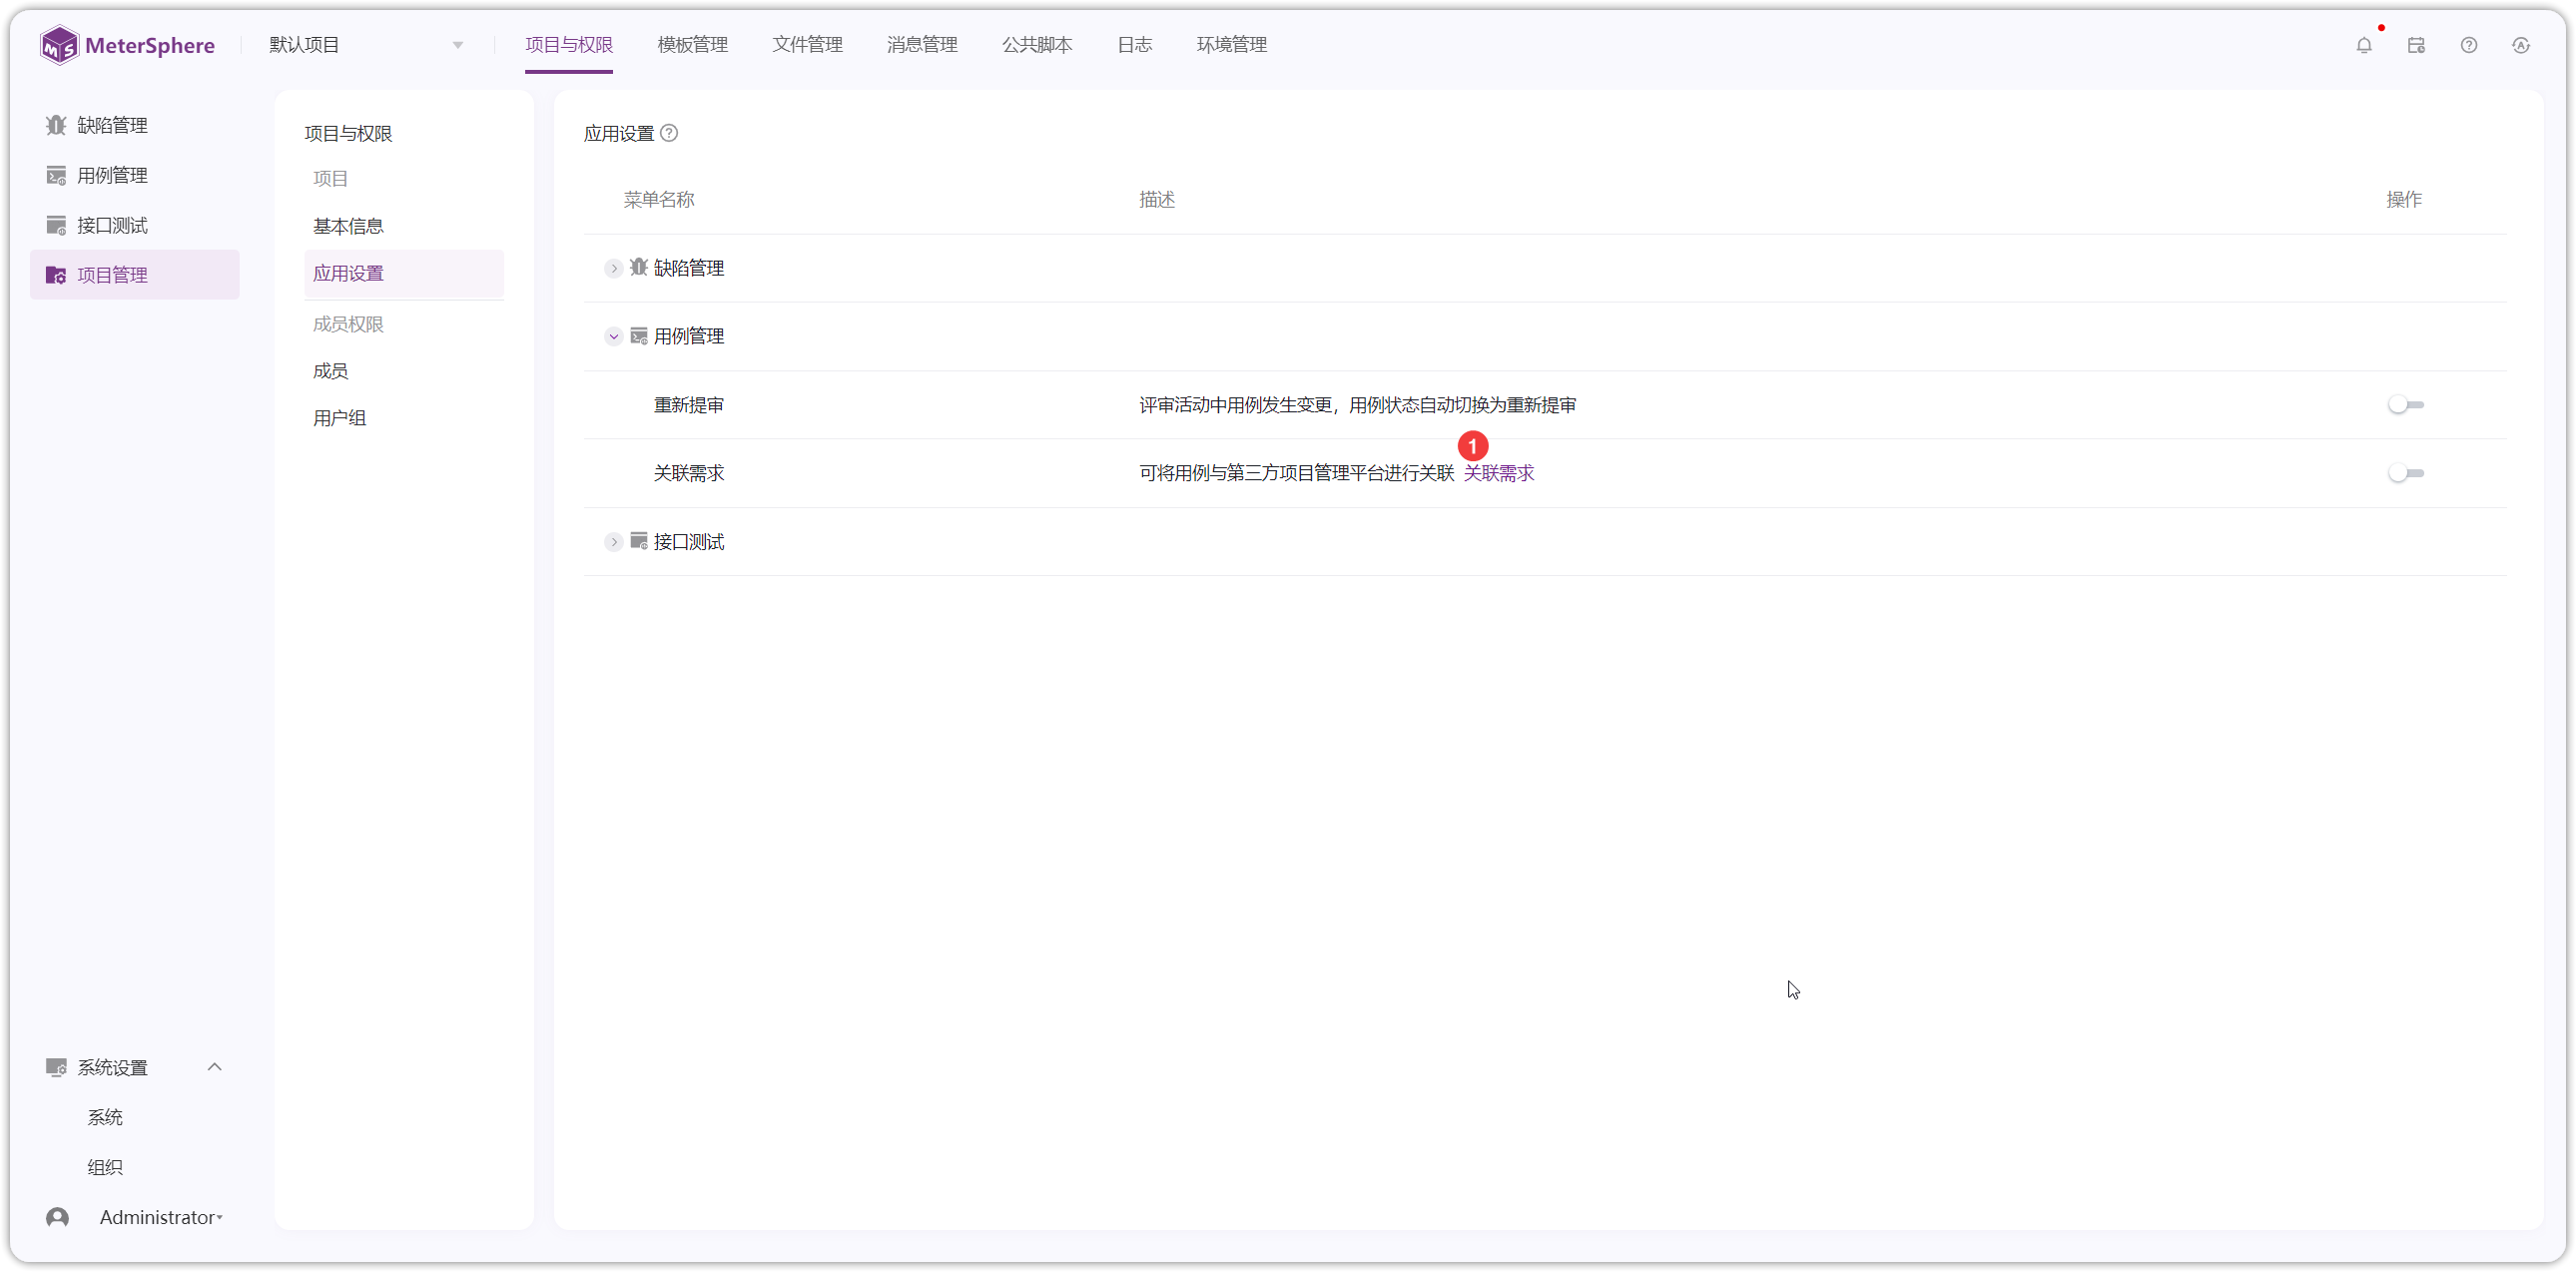 MeterSphere
默认项目
项目与权限
模板管理
文件管理
消息管理
公共脚本
日志
环境管理
缺陷管理
用例管理
接口测试
项目管理
项目与权限
项目
基本信息
应用设置
成员权限
成员
用户组
应用设置
菜单名称 描述 操作
缺陷管理
用例管理
重新提审 评审活动中用例发生变更，用例状态自动切换为重新提审
1
关联需求 可将用例与第三方项目管理平台进行关联 关联需求
接口测试
系统设置
系统
组织
Administrator